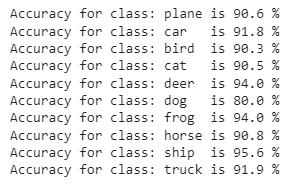 Accuracy for class: plane is 90.6 %
Accuracy for class: car   is 91.8 %
Accuracy for class: bird  is 90.3 %
Accuracy for class: cat   is 90.5 %
Accuracy for class: deer  is 94.0 %
Accuracy for class: dog   is 80.0 %
Accuracy for class: frog  is 94.0 %
Accuracy for class: horse is 90.8 %
Accuracy for class: ship  is 95.6 %
Accuracy for class: truck is 91.9 %